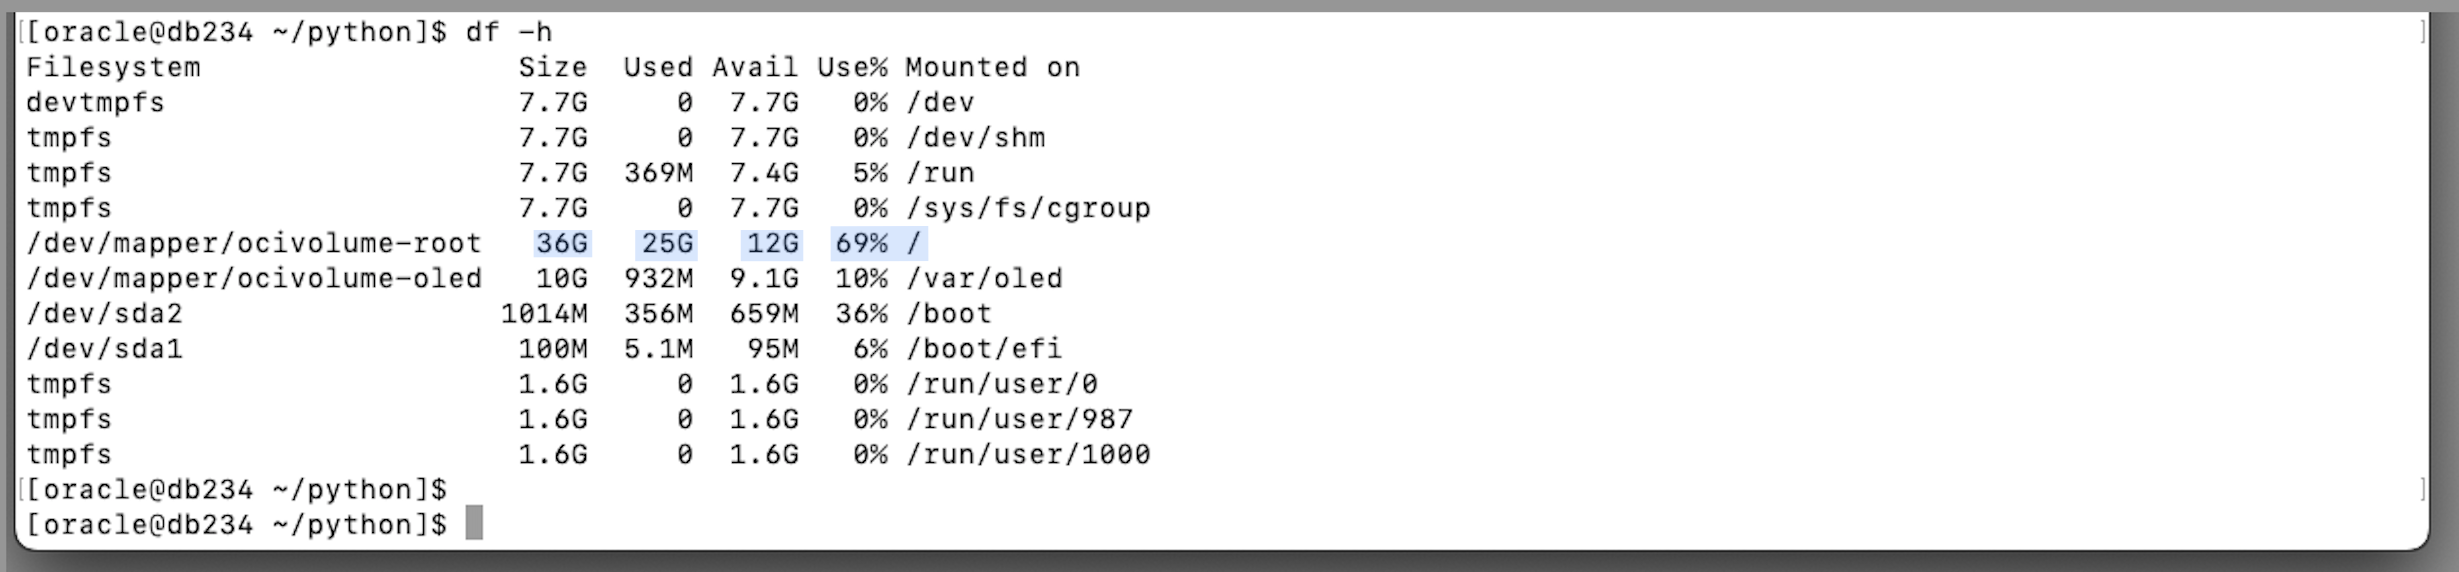 [[oracle@db234 ~/python]$ df -h ]
Filesystem                  Size  Used Avail Use% Mounted on
devtmpfs                    7.7G     0  7.7G   0% /dev
tmpfs                       7.7G     0  7.7G   0% /dev/shm
tmpfs                       7.7G  369M  7.4G   5% /run
tmpfs                       7.7G     0  7.7G   0% /sys/fs/cgroup
/dev/mapper/ocivolume-root   36G   25G   12G  69% /
/dev/mapper/ocivolume-oled   10G  932M  9.1G  10% /var/oled
/dev/sda2                  1014M  356M  659M  36% /boot
/dev/sda1                   100M  5.1M   95M   6% /boot/efi
tmpfs                       1.6G     0  1.6G   0% /run/user/0
tmpfs                       1.6G     0  1.6G   0% /run/user/987
tmpfs                       1.6G     0  1.6G   0% /run/user/1000
[[oracle@db234 ~/python]$ ]
[oracle@db234 ~/python]$